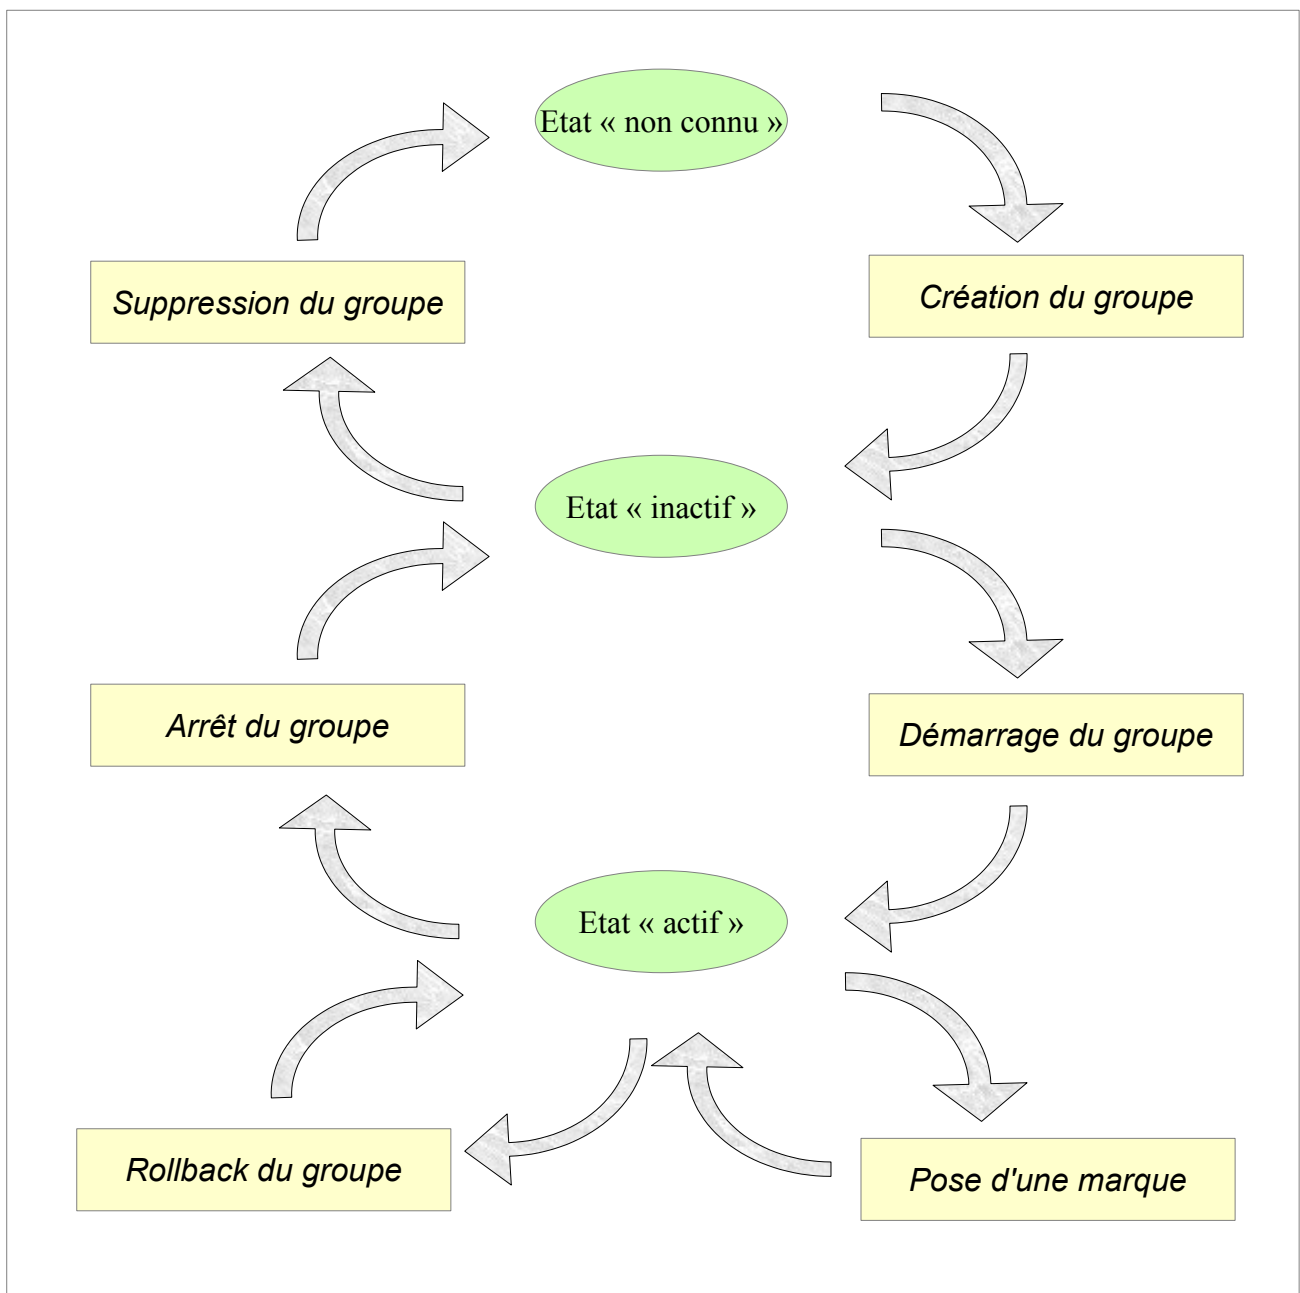 Etat « non connu »
Suppression du groupe
Création du groupe
Etat « inactif »
Arrêt du groupe
Démarrage du groupe
Etat « actif »
Rollback du groupe
Pose d'une marque